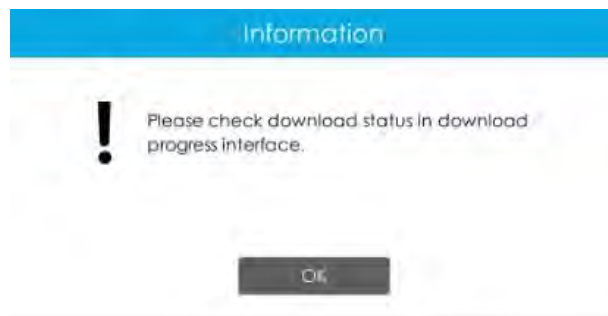 Information
Please check download status in download
progress interface.
OK